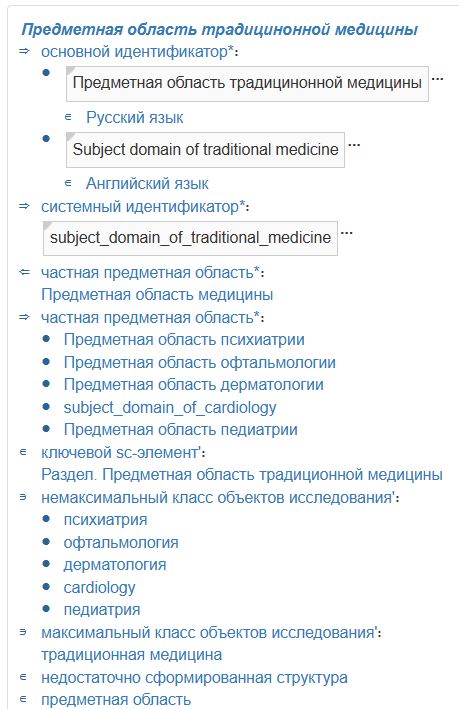 Предметная область традицинонной медицины
⇒ основной идентификатор*:
● Предметная область традицинонной медицины ...
∈ Русский язык
● Subject domain of traditional medicine ...
∈ Английский язык
⇒ системный идентификатор*:
subject_domain_of_traditional_medicine ...
⇐ частная предметная область*:
Предметная область медицины
⇒ частная предметная область*:
● Предметная область психиатрии
● Предметная область офтальмологии
● Предметная область дерматологии
● subject_domain_of_cardiology
● Предметная область педиатрии
∈ ключевой sc-элемент':
Раздел. Предметная область традиционной медицины
∋ немаксимальный класс объектов исследования':
● психиатрия
● офтальмология
● дерматология
● cardiology
● педиатрия
∋ максимальный класс объектов исследования':
традиционная медицина
∈ недостаточно сформированная структура
∈ предметная область